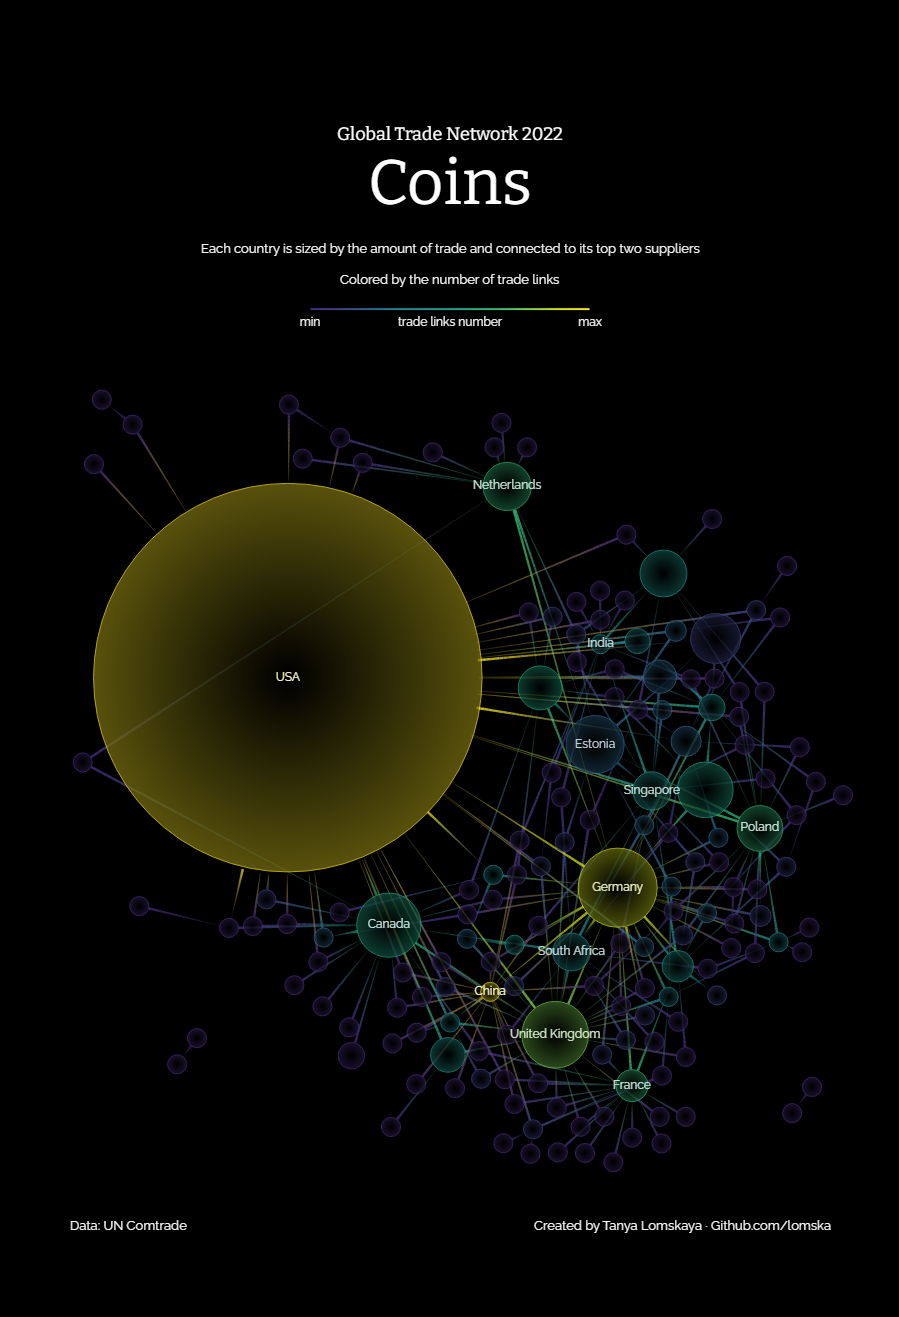 Global Trade Network 2022
Coins
Each country is sized by the amount of trade and connected to its top two suppliers
Colored by the number of trade links
min trade links number max
Netherlands
India
USA
Estonia
Singapore
Poland
Germany
Canada
South Africa
China
United Kingdom
France
Data: UN Comtrade
Created by Tanya Lomskaya · Github.com/lomska